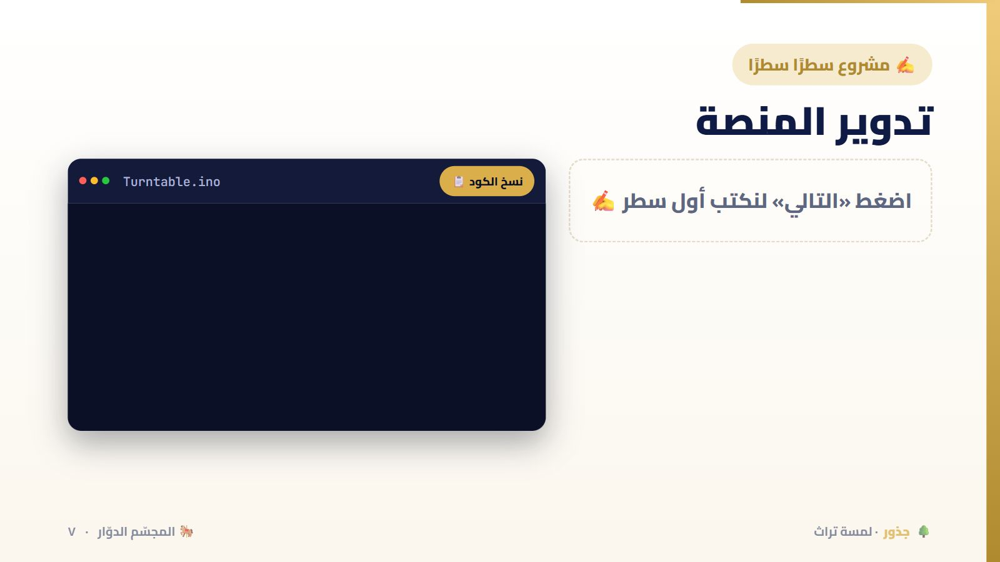 ✍️ مشروع سطرًا سطرًا
تدوير المنصة
اضغط «التالي» لنكتب أول سطر ✍️
Turntable.ino
نسخ الكود 📋
🌳 جذور · لمسة تراث
🐎 المجسّم الدوّار · ٧